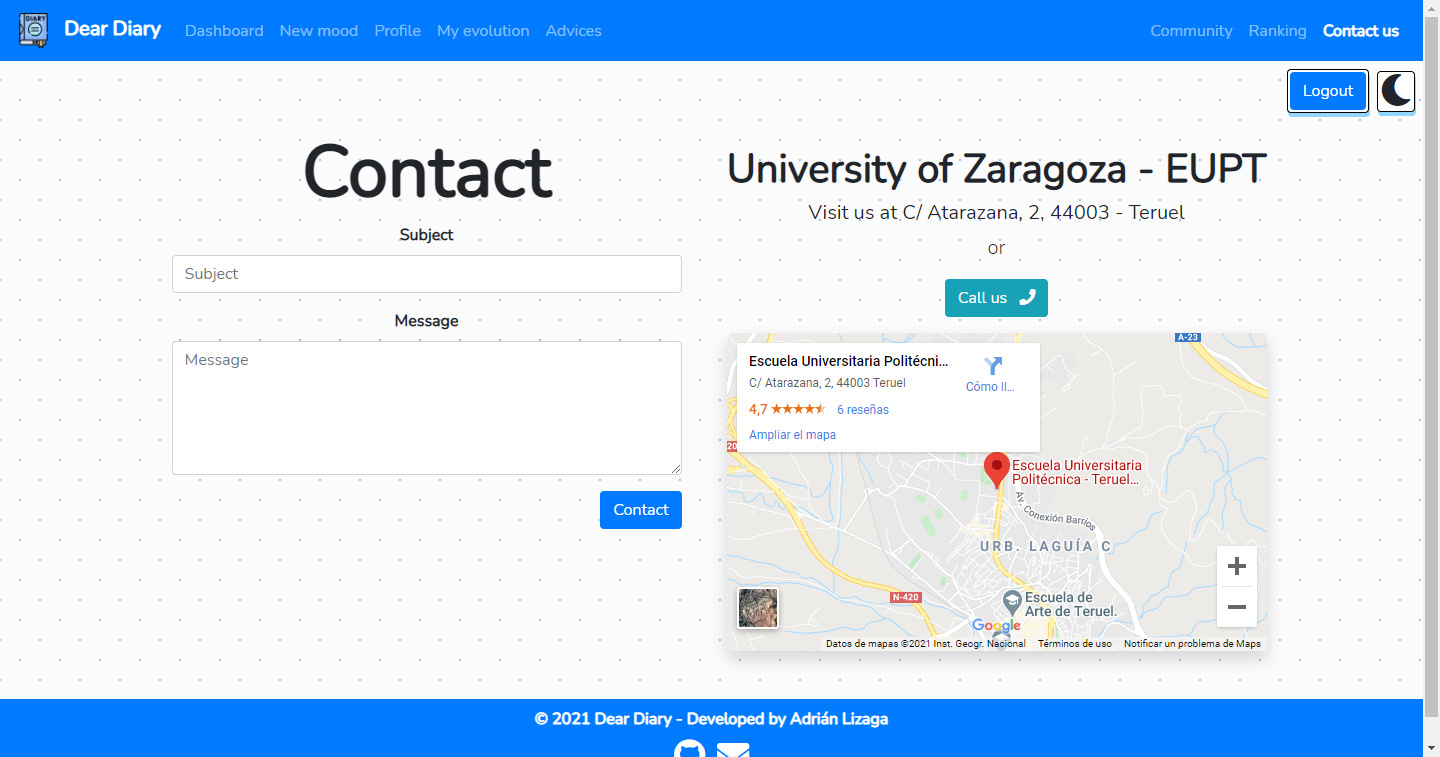 DIARY
Dear Diary
Dashboard
New mood
Profile
My evolution
Advices
Community
Ranking
Contact us
Logout
Contact
Subject
Subject
Message
Message
Contact
University of Zaragoza - EUPT
Visit us at C/ Atarazana, 2, 44003 - Teruel
or
Call us
A-23
Escuela Universitaria Politécni...
C/ Atarazana, 2, 44003 Teruel
4,7
6 reseñas
Ampliar el mapa
Cómo ll...
20
Escuela Universitaria
Politécnica - Teruel...
Av. Conexión Barrios
URB. LAGUÍA C
N-420
Escuela de
Arte de Teruel.
Google
Datos de mapas ©2021 Inst. Geogr. Nacional
Términos de uso
Notificar un problema de Maps
© 2021 Dear Diary - Developed by Adrián Lizaga